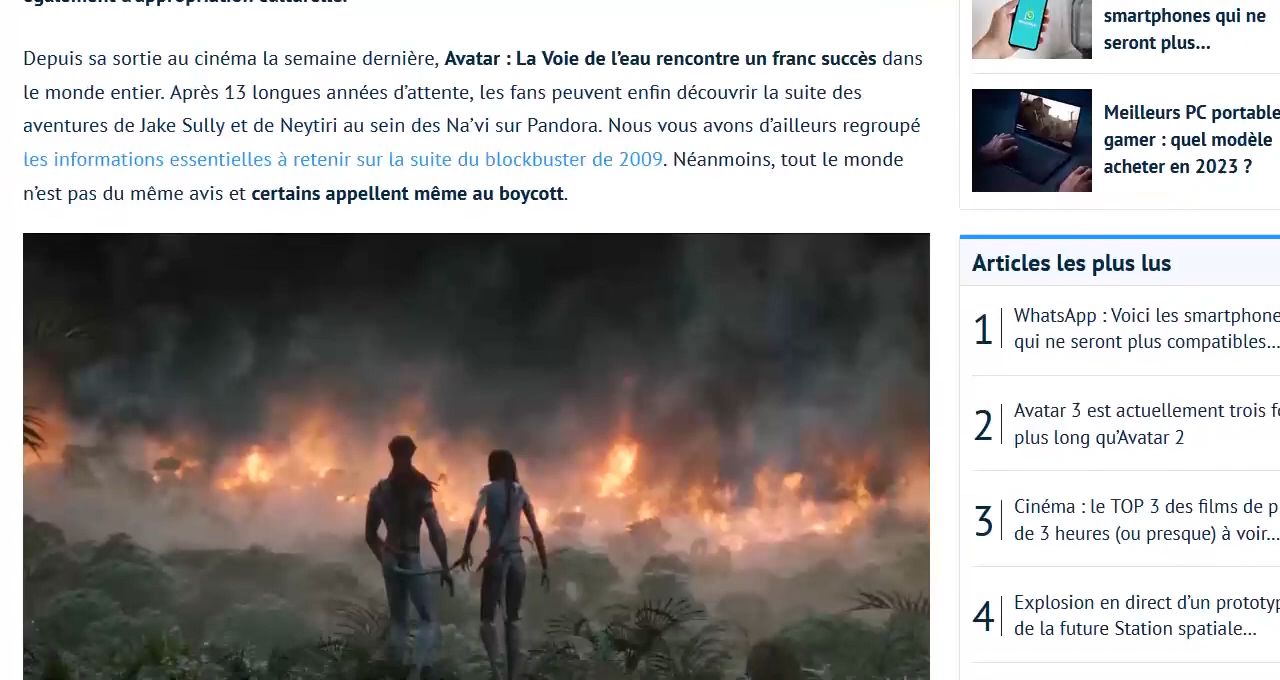 Depuis sa sortie au cinéma la semaine dernière, Avatar : La Voie de l’eau rencontre un franc succès dans
le monde entier. Après 13 longues années d’attente, les fans peuvent enfin découvrir la suite des
aventures de Jake Sully et de Neytiri au sein des Na’vi sur Pandora. Nous vous avons d’ailleurs regroupé
les informations essentielles à retenir sur la suite du blockbuster de 2009. Néanmoins, tout le monde
n’est pas du même avis et certains appellent même au boycott.
smartphones qui ne
seront plus...
Meilleurs PC portable
gamer : quel modèle
acheter en 2023 ?
Articles les plus lus
1
WhatsApp : Voici les smartphone
qui ne seront plus compatibles...
2
Avatar 3 est actuellement trois
plus long qu’Avatar 2
3
Cinéma : le TOP 3 des films de
de 3 heures (ou presque) à voir...
4
Explosion en direct d’un prototyp
de la future Station spatiale...